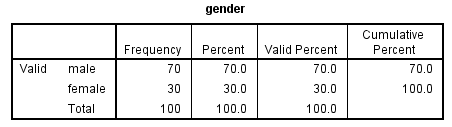 gender
Frequency Percent Valid Percent Cumulative Percent
Valid male 70 70.0 70.0 70.0
female 30 30.0 30.0 100.0
Total 100 100.0 100.0